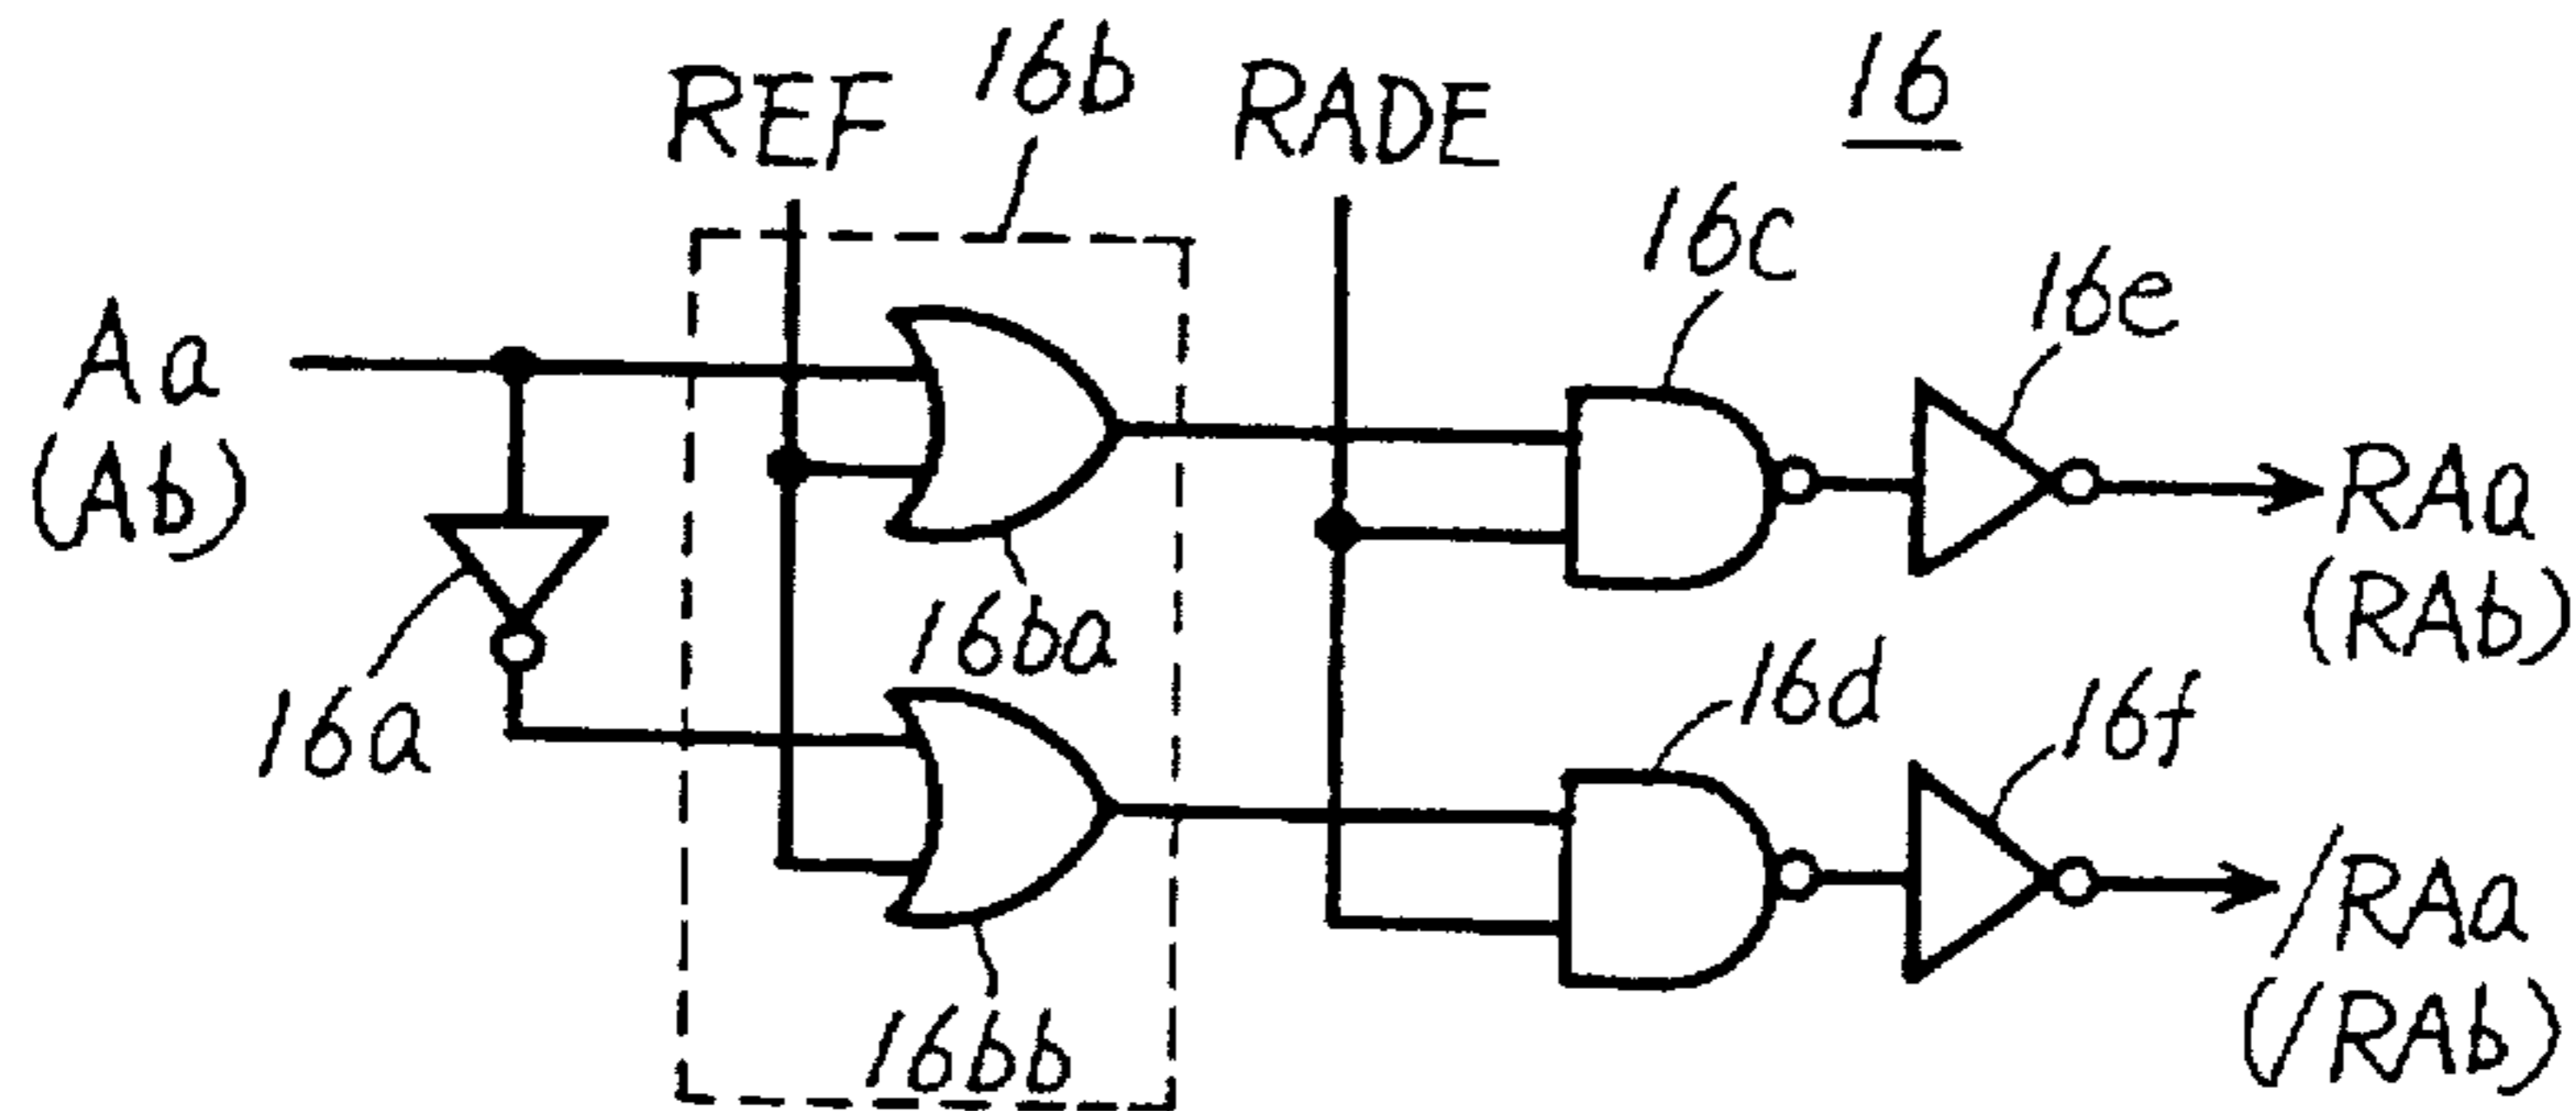 REF
16b
RADE
16
16c
16e
Aa
(Ab)
RAa
(RAb)
16a
16ba
16d
16f
/RAa
(/RAb)
16bb